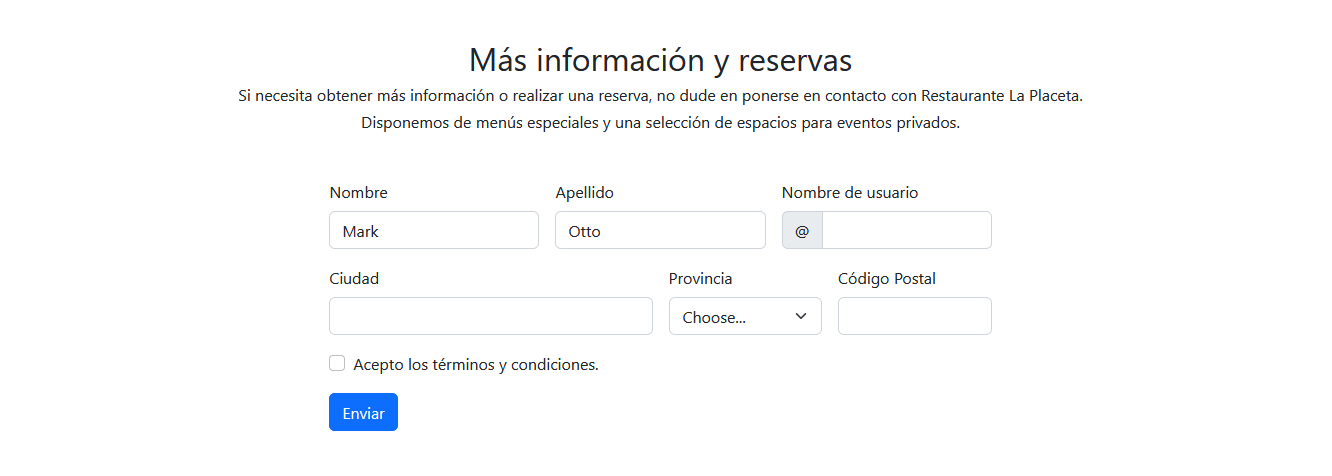 Más información y reservas
Si necesita obtener más información o realizar una reserva, no dude en ponerse en contacto con Restaurante La Placeta.
Disponemos de menús especiales y una selección de espacios para eventos privados.
Nombre Apellido Nombre de usuario
Mark Otto @
Ciudad Provincia Código Postal
Choose...
Acepto los términos y condiciones.
Enviar